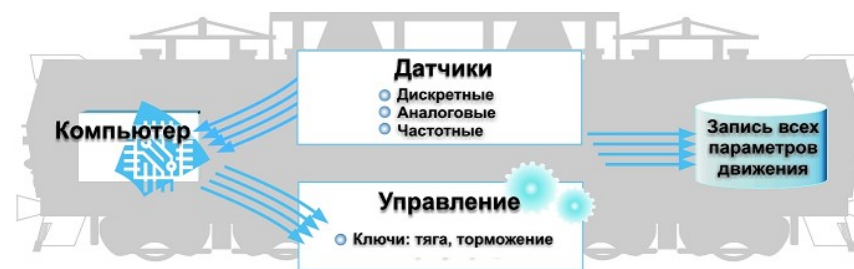 Датчики
Дискретные
Аналоговые
Частотные
Компьютер
Запись всех
параметров
движения
Управление
Ключи: тяга, торможение